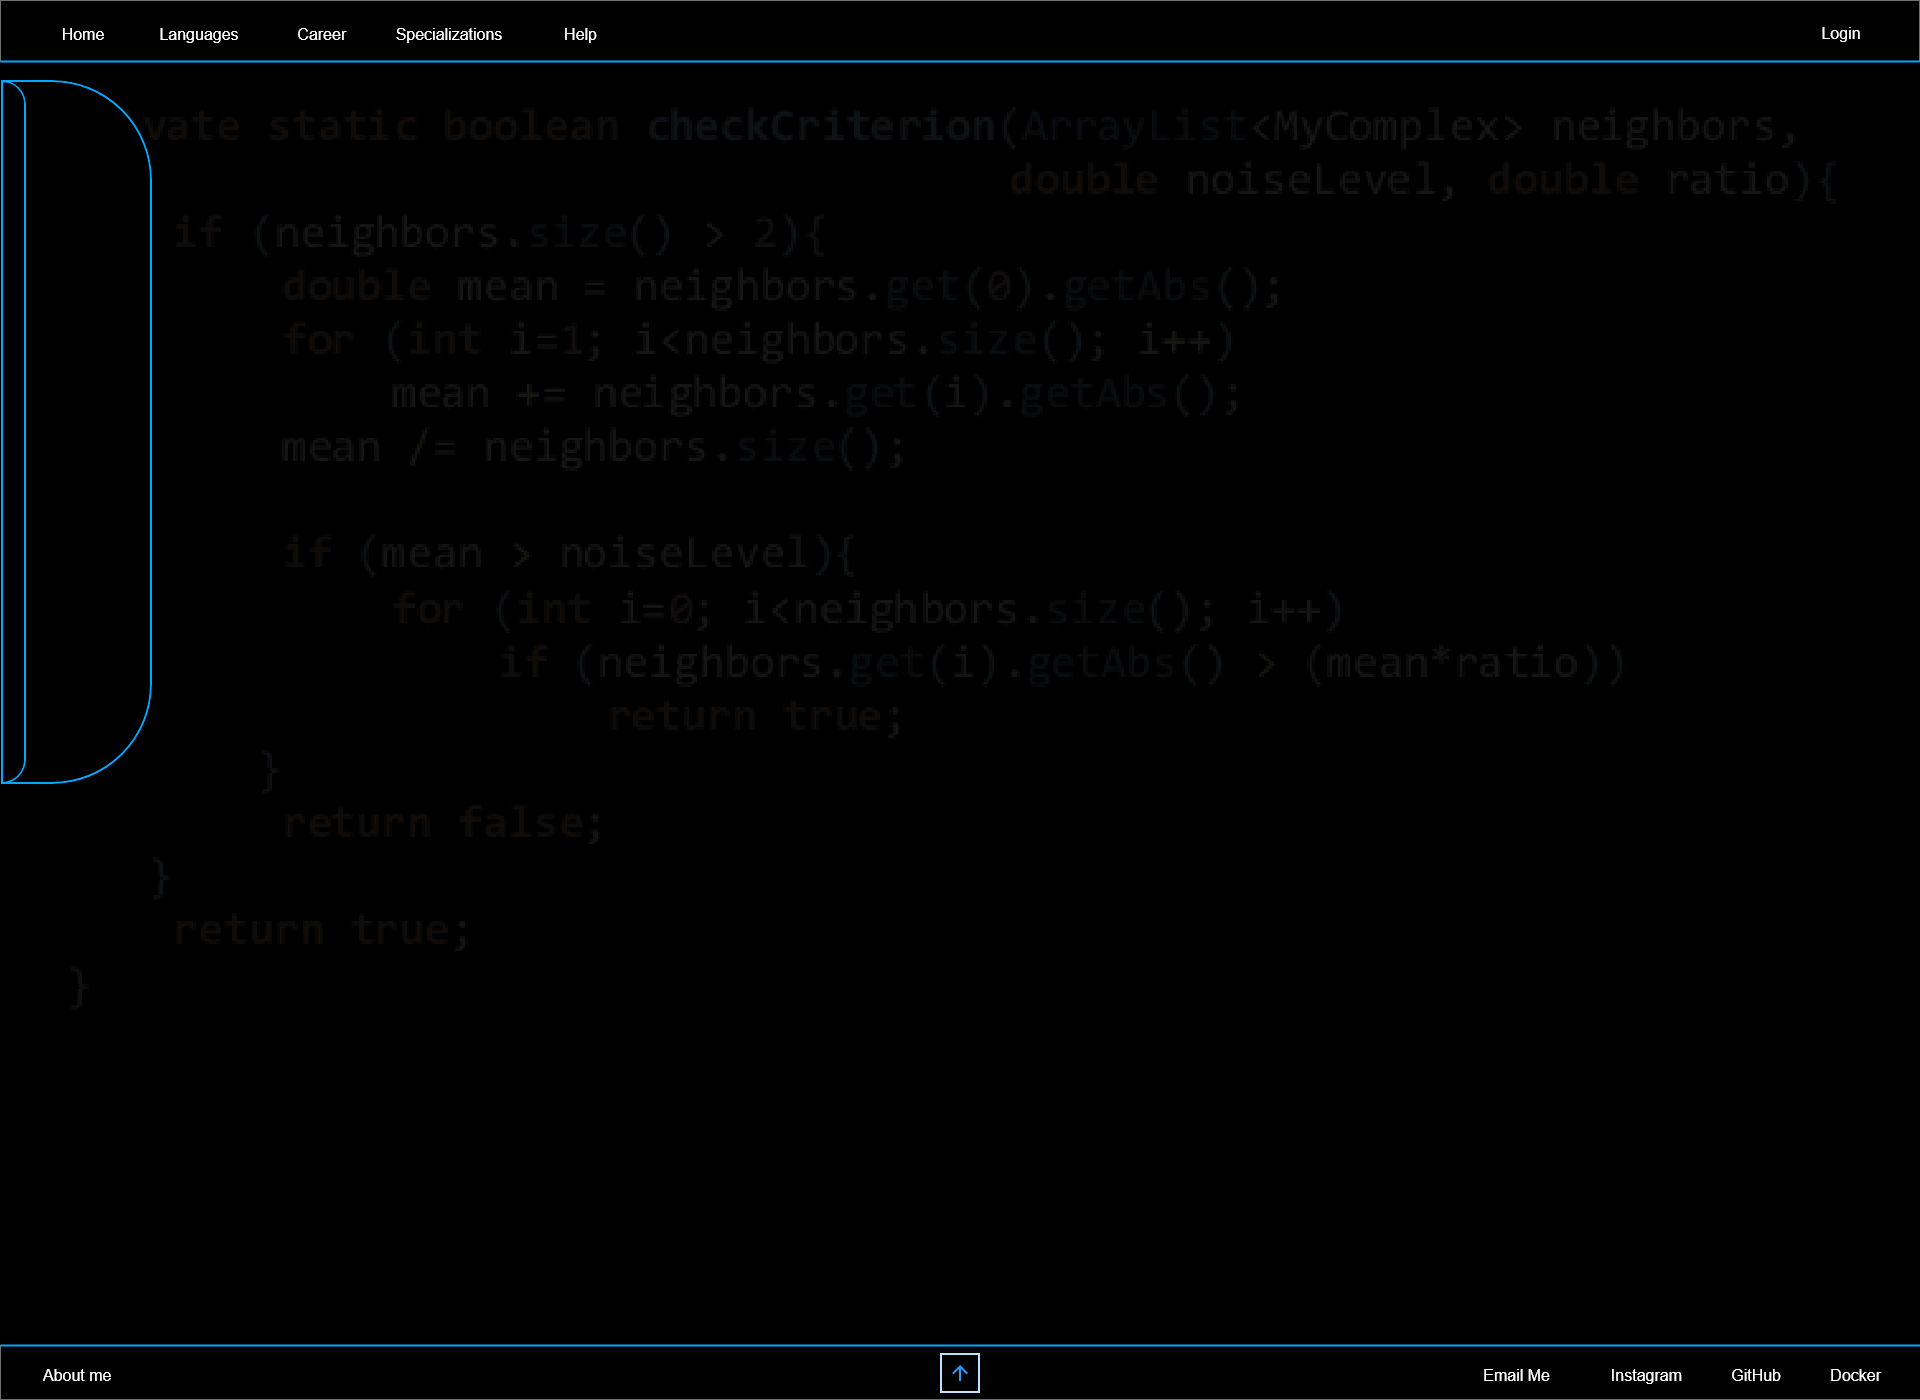 Home Languages Career Specializations Help Login
vate static boolean checkCriterion(ArrayList<MyComplex> neighbors,
double noiseLevel, double ratio){
if (neighbors.size() > 2){
double mean = neighbors.get(0).getAbs();
for (int i=1; i<neighbors.size(); i++)
mean += neighbors.get(i).getAbs();
mean /= neighbors.size();
if (mean > noiseLevel){
for (int i=0; i<neighbors.size(); i++)
if (neighbors.get(i).getAbs() > (mean*ratio))
return true;
}
return false;
}
return true;
}
About me Email Me Instagram GitHub Docker